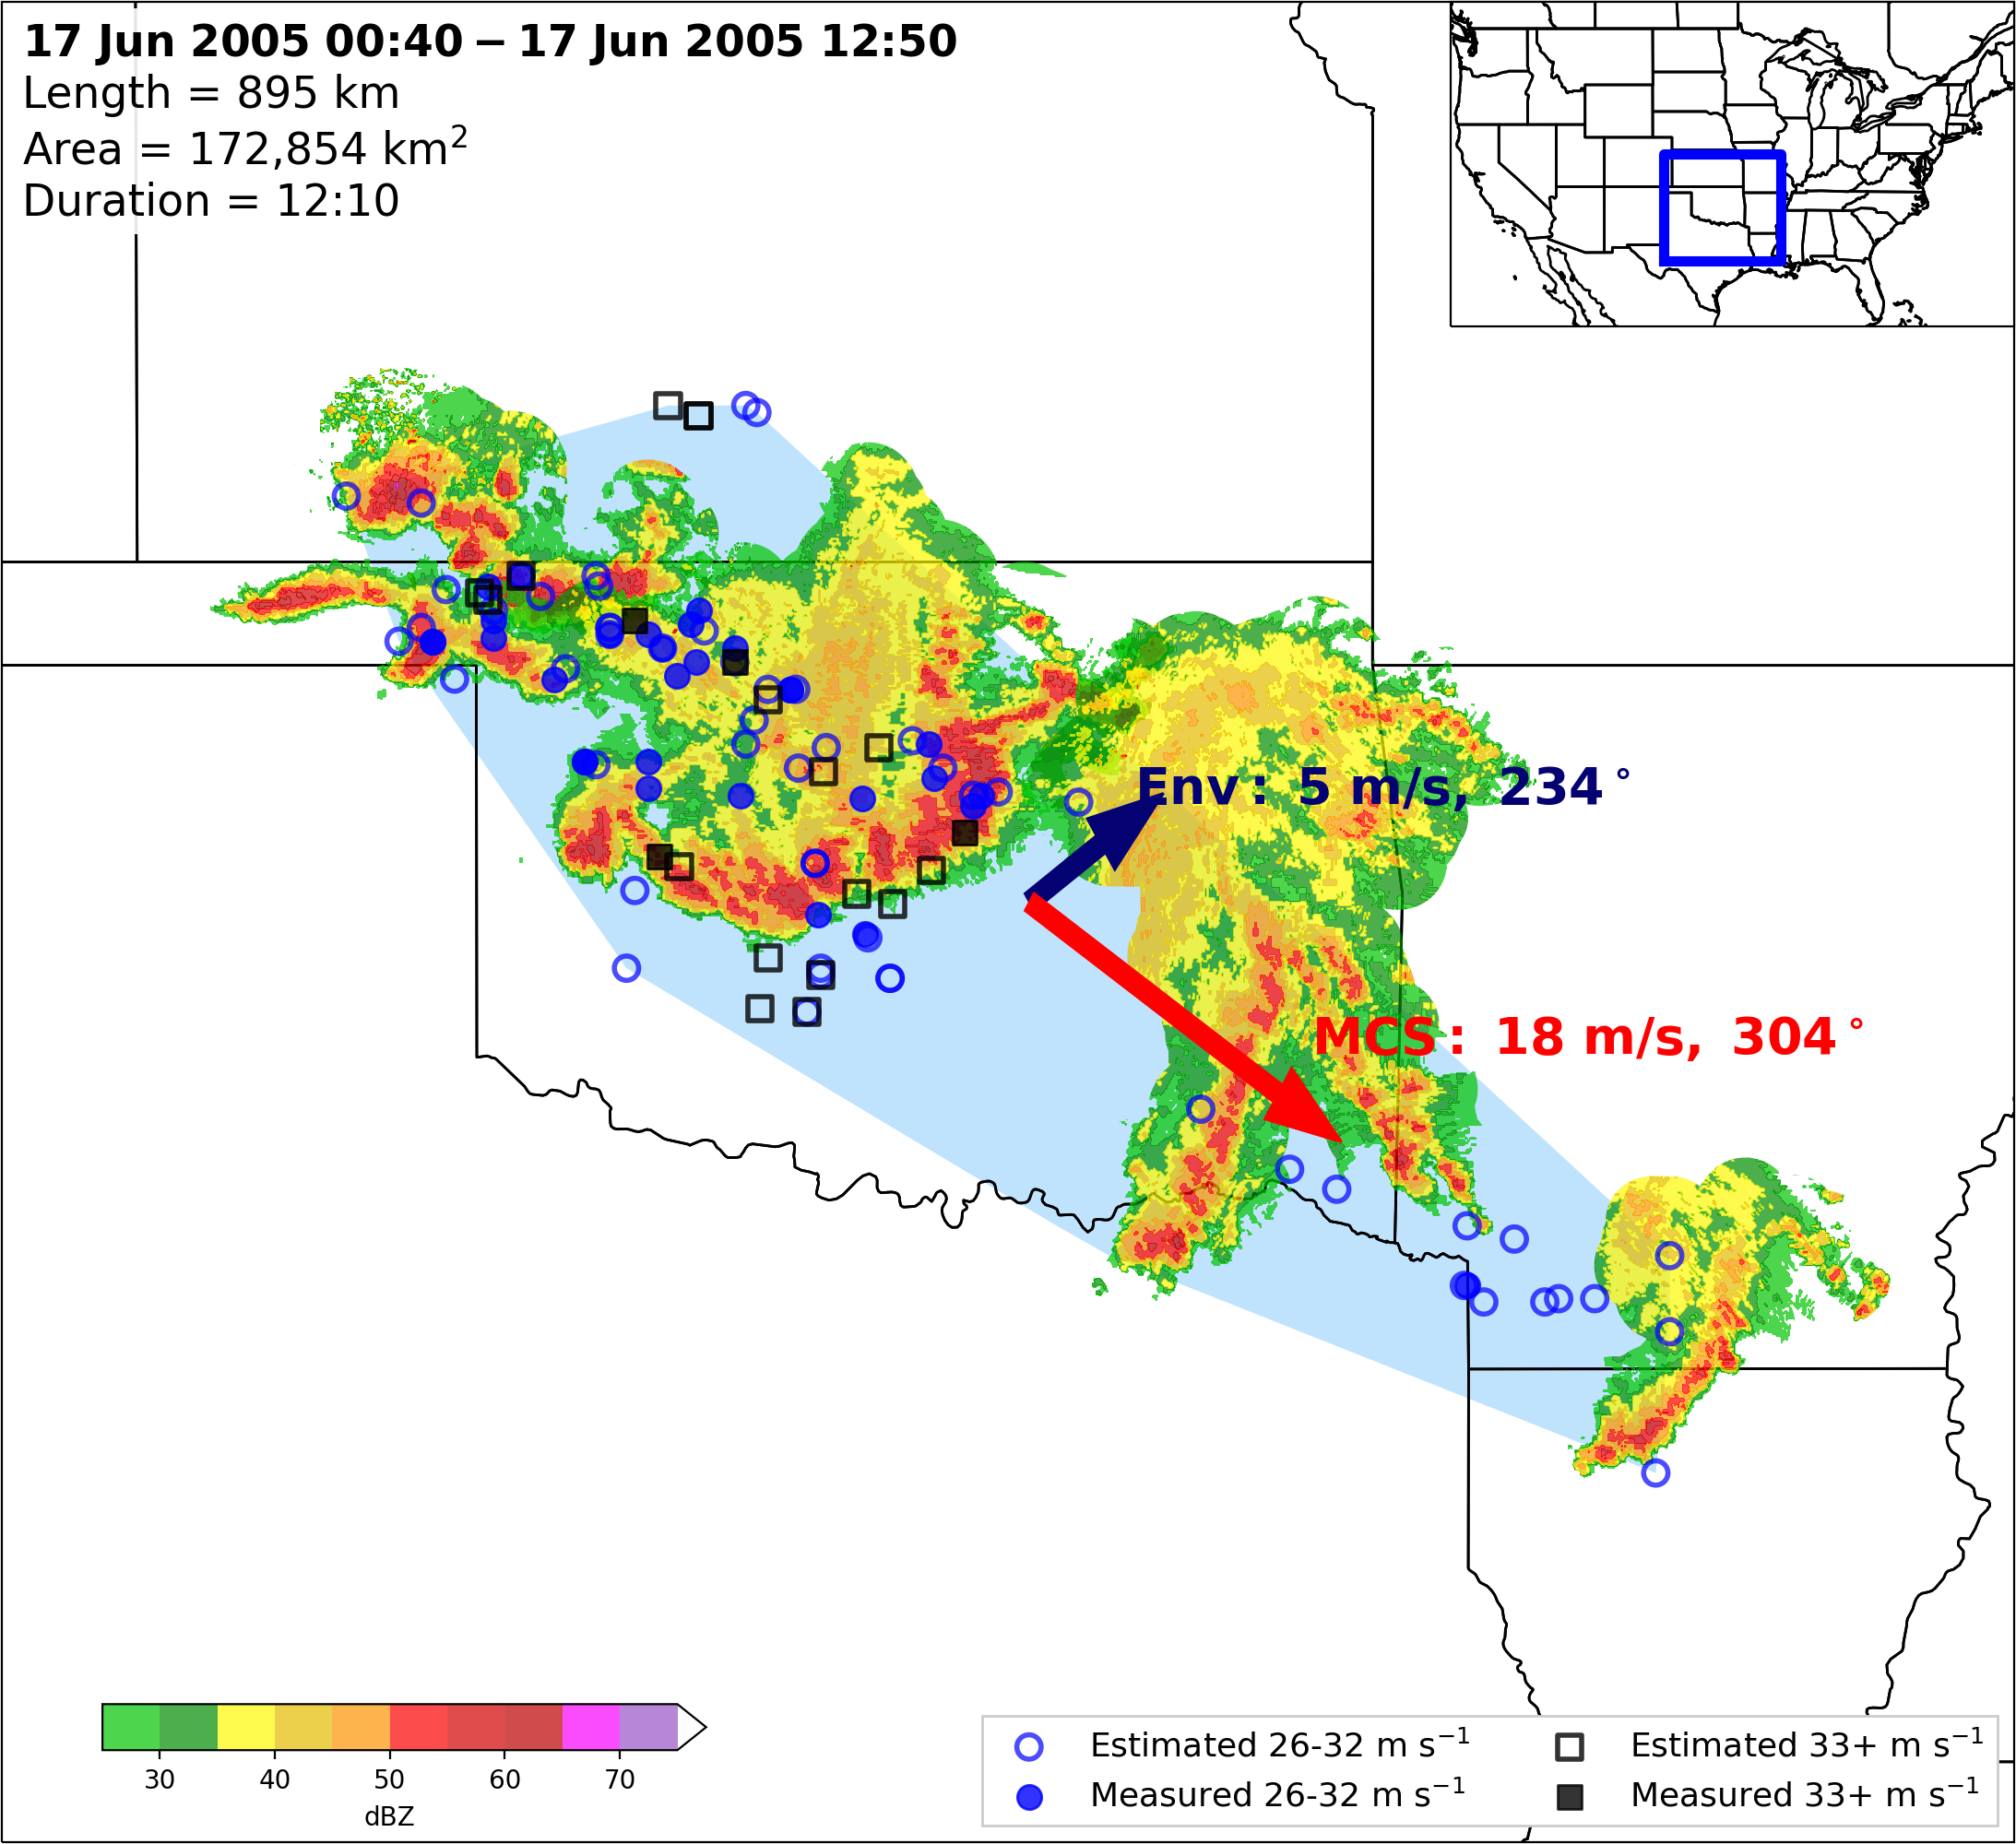 17 Jun 2005 00:40 – 17 Jun 2005 12:50
Length = 895 km
Area = 172,854 km²
Duration = 12:10
Env: 5 m/s, 234°
MCS: 18 m/s, 304°
30 40 50 60 70
dBZ
Estimated 26-32 m s⁻¹
Measured 26-32 m s⁻¹
Estimated 33+ m s⁻¹
Measured 33+ m s⁻¹